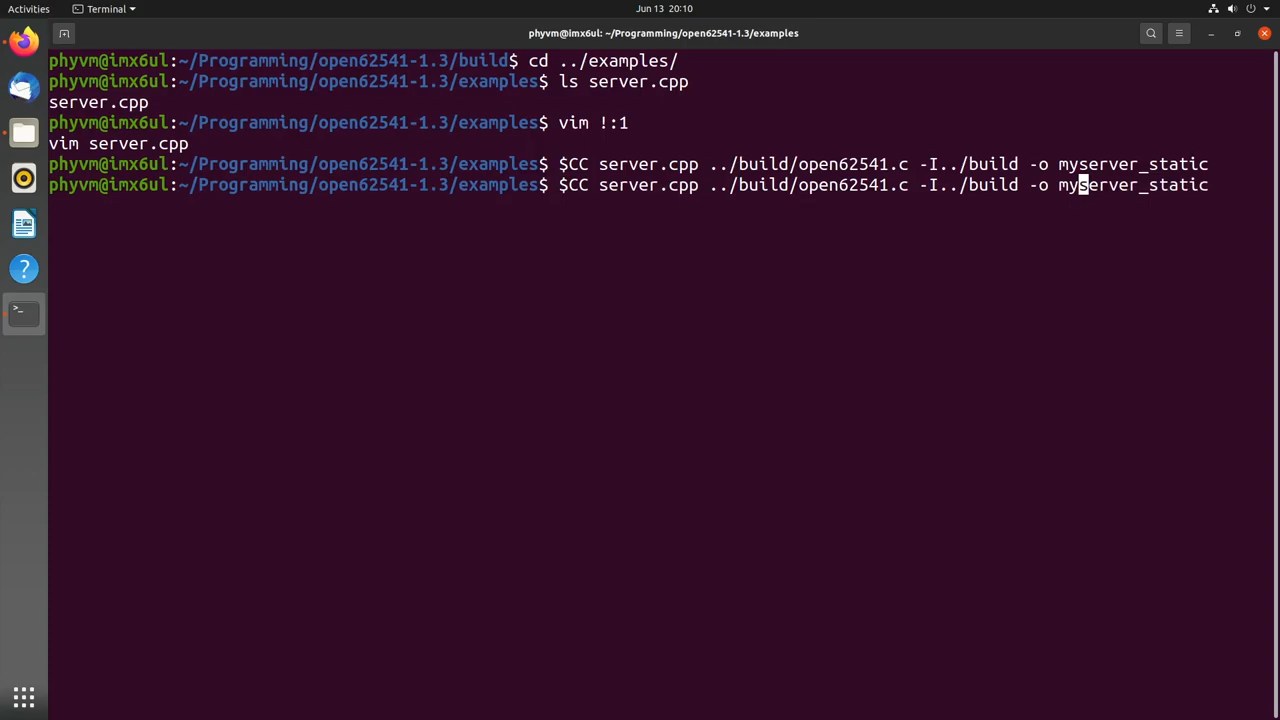 Activities
Terminal
Jun 13 20:10
phyvm@imx6ul: ~/Programming/open62541-1.3/examples
phyvm@imx6ul:~/Programming/open62541-1.3/build$ cd ../examples/
phyvm@imx6ul:~/Programming/open62541-1.3/examples$ ls server.cpp
server.cpp
phyvm@imx6ul:~/Programming/open62541-1.3/examples$ vim !:1
vim server.cpp
phyvm@imx6ul:~/Programming/open62541-1.3/examples$ $CC server.cpp ../build/open62541.c -I../build -o myserver_static
phyvm@imx6ul:~/Programming/open62541-1.3/examples$ $CC server.cpp ../build/open62541.c -I../build -o myserver_static